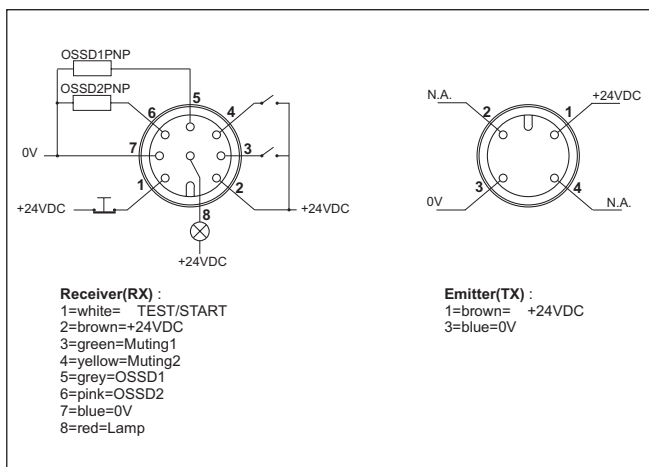 OSSD1PNP
OSSD2PNP
5
6
4
0V
7
3
1
2
+24VDC
+24VDC
8
+24VDC
N.A.
+24VDC
2
1
3
4
0V
N.A.
Receiver(RX) :
1=white= TEST/START
2=brown=+24VDC
3=green=Muting1
4=yellow=Muting2
5=grey=OSSD1
6=pink=OSSD2
7=blue=0V
8=red=Lamp
Emitter(TX) :
1=brown= +24VDC
3=blue=0V